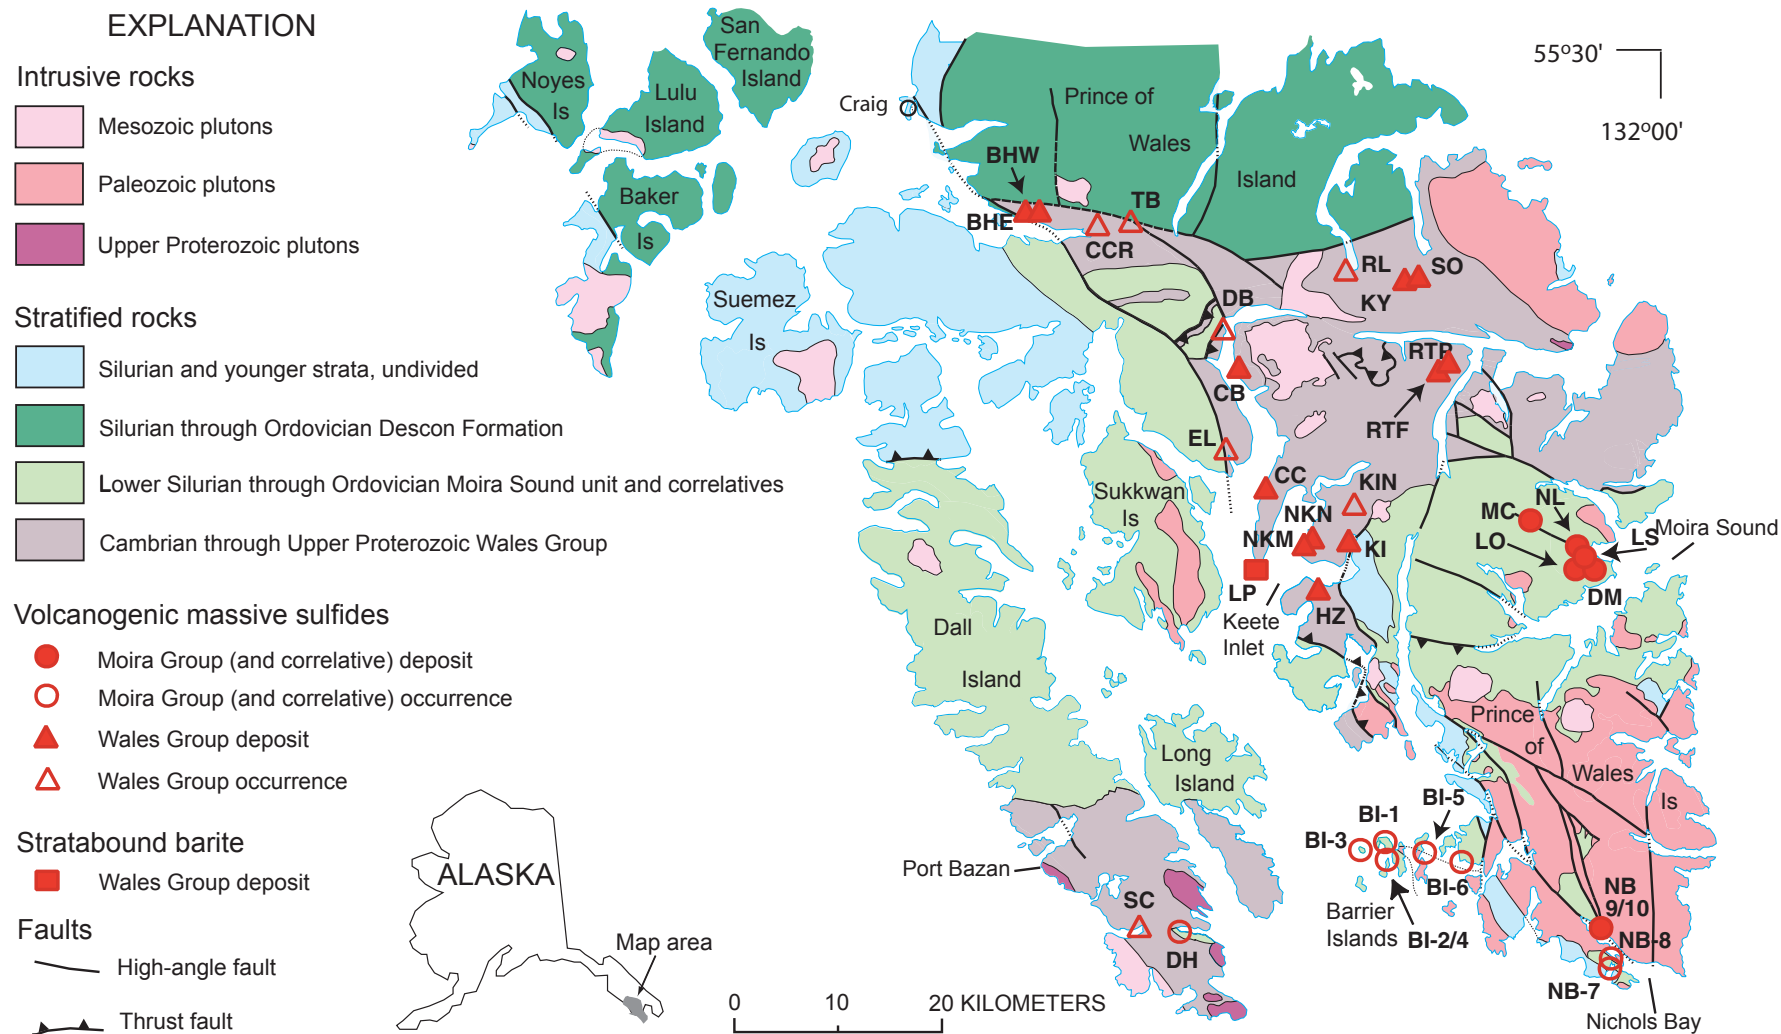 EXPLANATION
Intrusive rocks
Mesozoic plutons
Paleozoic plutons
Upper Proterozoic plutons
Stratified rocks
Silurian and younger strata, undivided
Silurian through Ordovician Descon Formation
Lower Silurian through Ordovician Moira Sound unit and correlatives
Cambrian through Upper Proterozoic Wales Group
Volcanogenic massive sulfides
Moira Group (and correlative) deposit
Moira Group (and correlative) occurrence
Wales Group deposit
Wales Group occurrence
Stratabound barite
Wales Group deposit
Faults
High-angle fault
Thrust fault
ALASKA
Map area
0 10 20 KILOMETERS
55º30'
132º00'
Noyes
Is
Lulu
Island
San
Fernando
Island
Baker
Is
Craig
Prince of
Wales
Island
BHW
BHE
TB
CCR
RL
SO
KY
Suemez
Is
DB
CB
RTP
RTF
EL
Sukkwan
Is
CC
KIN
NKN
NKM
KI
LP
HZ
Keete
Inlet
MC
NL
LO
LS
Moira Sound
DM
Dall
Island
Long
Island
Prince
of
Wales
Is
Port Bazan
SC
DH
BI-5
BI-1
BI-3
BI-6
Barrier
Islands
BI-2/4
NB
9/10
NB-8
NB-7
Nichols Bay